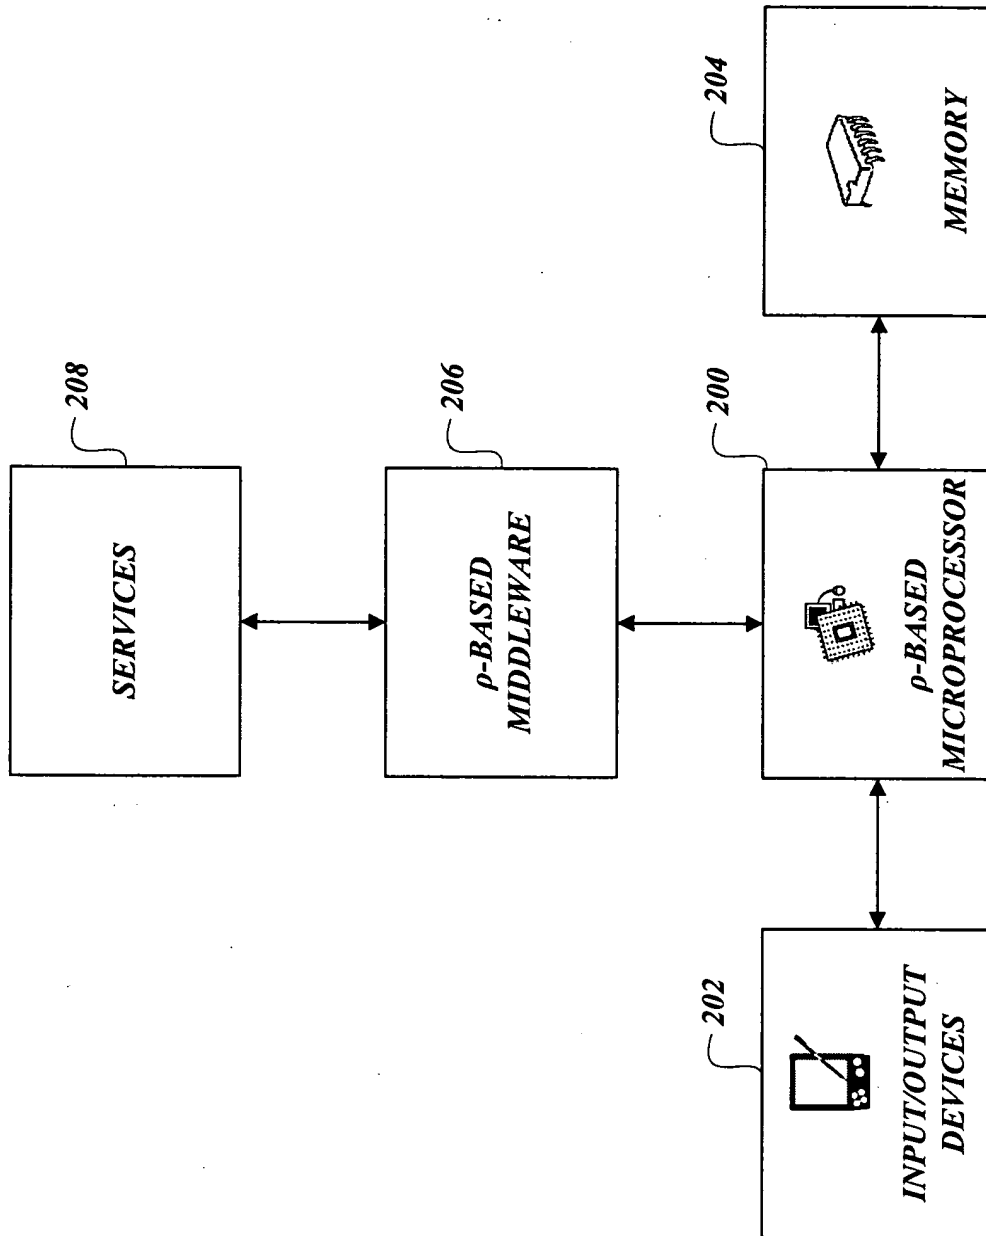 208
SERVICES
206
ρ-BASED
MIDDLEWARE
202
INPUT/OUTPUT
DEVICES
200
ρ-BASED
MICROPROCESSOR
204
MEMORY